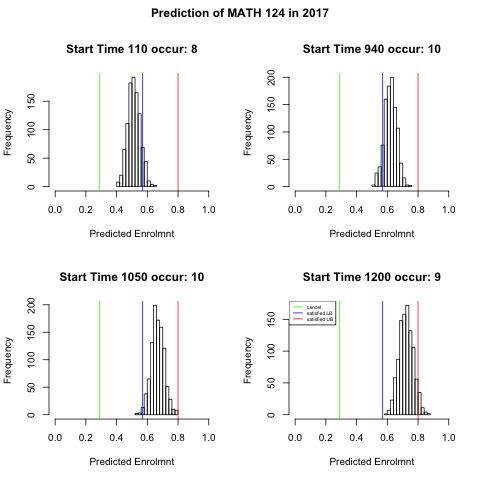 Prediction of MATH 124 in 2017
Start Time 110 occur: 8
Frequency
150
100
50
0
0.0 0.2 0.4 0.6 0.8 1.0
Predicted Enrolmnt
Start Time 940 occur: 10
Frequency
200
150
100
50
0
0.0 0.2 0.4 0.6 0.8 1.0
Predicted Enrolmnt
Start Time 1050 occur: 10
Frequency
200
150
100
50
0
0.0 0.2 0.4 0.6 0.8 1.0
Predicted Enrolmnt
Start Time 1200 occur: 9
cancel
satisfied LB
satisfied UB
Frequency
150
100
50
0
0.0 0.2 0.4 0.6 0.8 1.0
Predicted Enrolmnt